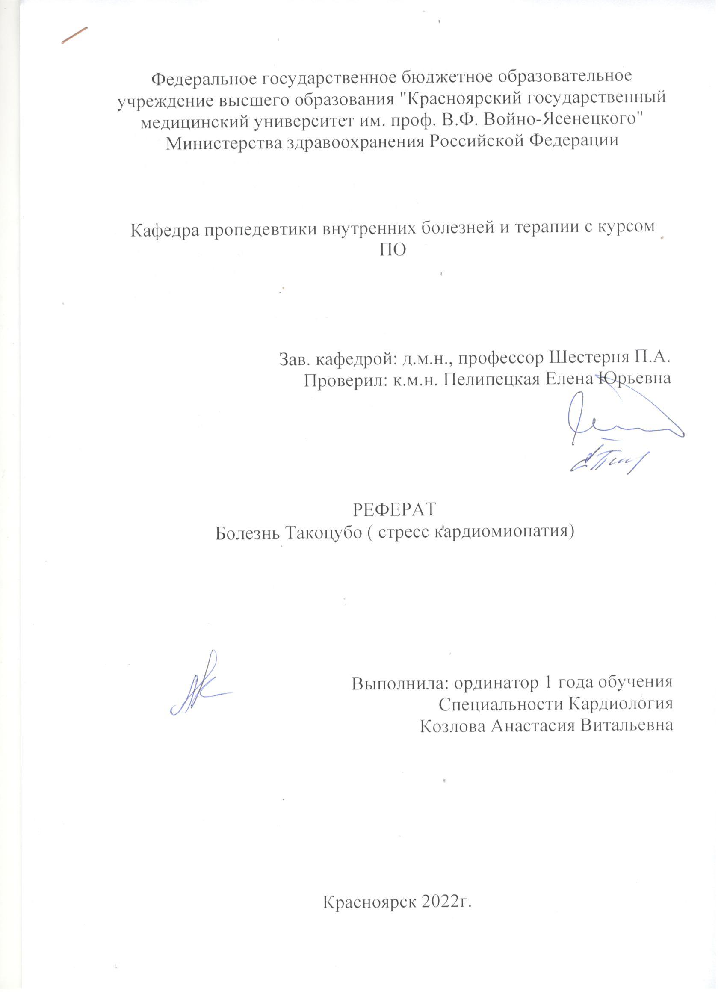 Федеральное государственное бюджетное образовательное
учреждение высшего образования "Красноярский государственный
медицинский университет им. проф. В.Ф. Войно-Ясенецкого"
Министерства здравоохранения Российской Федерации
Кафедра пропедевтики внутренних болезней и терапии с курсом
ПО
Зав. кафедрой: д.м.н., профессор Шестерня П.А.
Проверил: к.м.н. Пелипецкая Елена Юрьевна
РЕФЕРАТ
Болезнь Такоцубо ( стресс кардиомиопатия)
Выполнила: ординатор 1 года обучения
Специальности Кардиология
Козлова Анастасия Витальевна
Красноярск 2022г.